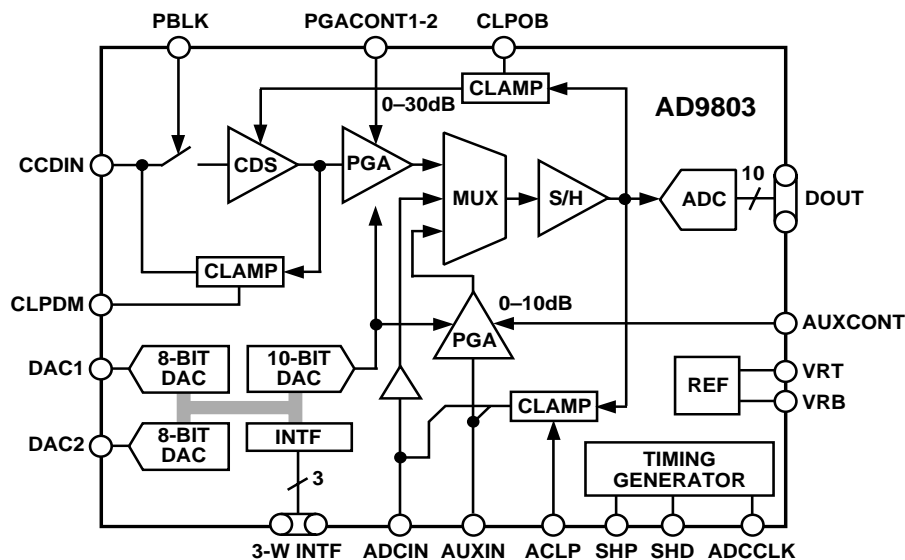 PBLK
PGACONT1-2
CLPOB
CLAMP
0–30dB
AD9803
CCDIN
CDS
PGA
MUX
S/H
ADC
10
DOUT
CLAMP
CLPDM
0–10dB
PGA
AUXCONT
DAC1
8-BIT
DAC
10-BIT
DAC
REF
VRT
VRB
CLAMP
DAC2
8-BIT
DAC
INTF
3
TIMING
GENERATOR
3-W INTF
ADCIN
AUXIN
ACLP
SHP
SHD
ADCCLK